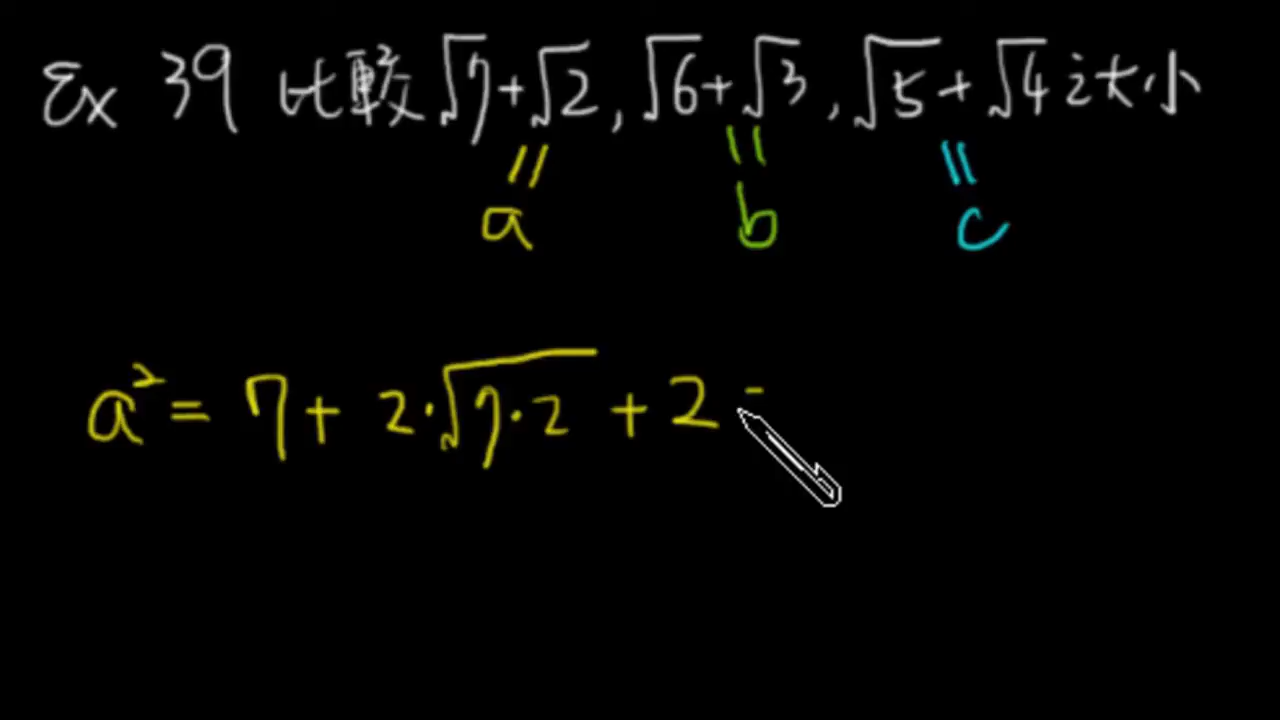 Ex 39 比較 √7+√2, √6+√3, √5+√4 之大小
= = =
a b c
a² = 7 + 2·√7·2 + 2 -